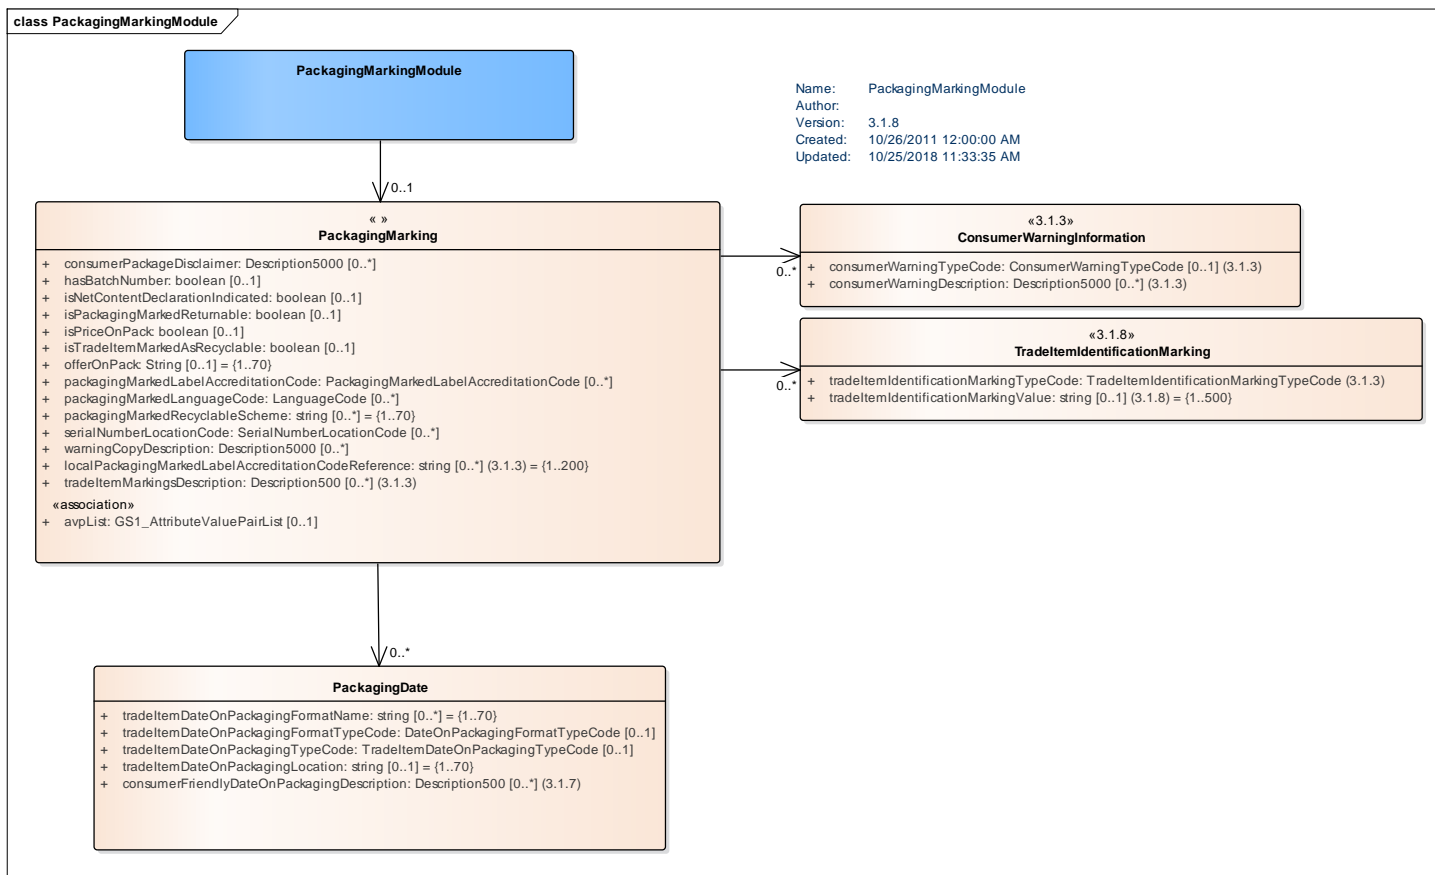 class PackagingMarkingModule
PackagingMarkingModule
Name: PackagingMarkingModule
Author:
Version: 3.1.8
Created: 10/26/2011 12:00:00 AM
Updated: 10/25/2018 11:33:35 AM
0..1
« »
PackagingMarking
+ consumerPackageDisclaimer: Description5000 [0..*]
+ hasBatchNumber: boolean [0..1]
+ isNetContentDeclarationIndicated: boolean [0..1]
+ isPackagingMarkedReturnable: boolean [0..1]
+ isPriceOnPack: boolean [0..1]
+ isTradeItemMarkedAsRecyclable: boolean [0..1]
+ offerOnPack: String [0..1] = {1..70}
+ packagingMarkedLabelAccreditationCode: PackagingMarkedLabelAccreditationCode [0..*]
+ packagingMarkedLanguageCode: LanguageCode [0..*]
+ packagingMarkedRecyclableScheme: string [0..*] = {1..70}
+ serialNumberLocationCode: SerialNumberLocationCode [0..*]
+ warningCopyDescription: Description5000 [0..*]
+ localPackagingMarkedLabelAccreditationCodeReference: string [0..*] (3.1.3) = {1..200}
+ tradeItemMarkingsDescription: Description500 [0..*] (3.1.3)
«association»
+ avpList: GS1_AttributeValuePairList [0..1]
0..*
«3.1.3»
ConsumerWarningInformation
+ consumerWarningTypeCode: ConsumerWarningTypeCode [0..1] (3.1.3)
+ consumerWarningDescription: Description5000 [0..*] (3.1.3)
0..*
«3.1.8»
TradeItemIdentificationMarking
+ tradeItemIdentificationMarkingTypeCode: TradeItemIdentificationMarkingTypeCode (3.1.3)
+ tradeItemIdentificationMarkingValue: string [0..1] (3.1.8) = {1..500}
0..*
PackagingDate
+ tradeItemDateOnPackagingFormatName: string [0..*] = {1..70}
+ tradeItemDateOnPackagingFormatTypeCode: DateOnPackagingFormatTypeCode [0..1]
+ tradeItemDateOnPackagingTypeCode: TradeItemDateOnPackagingTypeCode [0..1]
+ tradeItemDateOnPackagingLocation: string [0..1] = {1..70}
+ consumerFriendlyDateOnPackagingDescription: Description500 [0..*] (3.1.7)